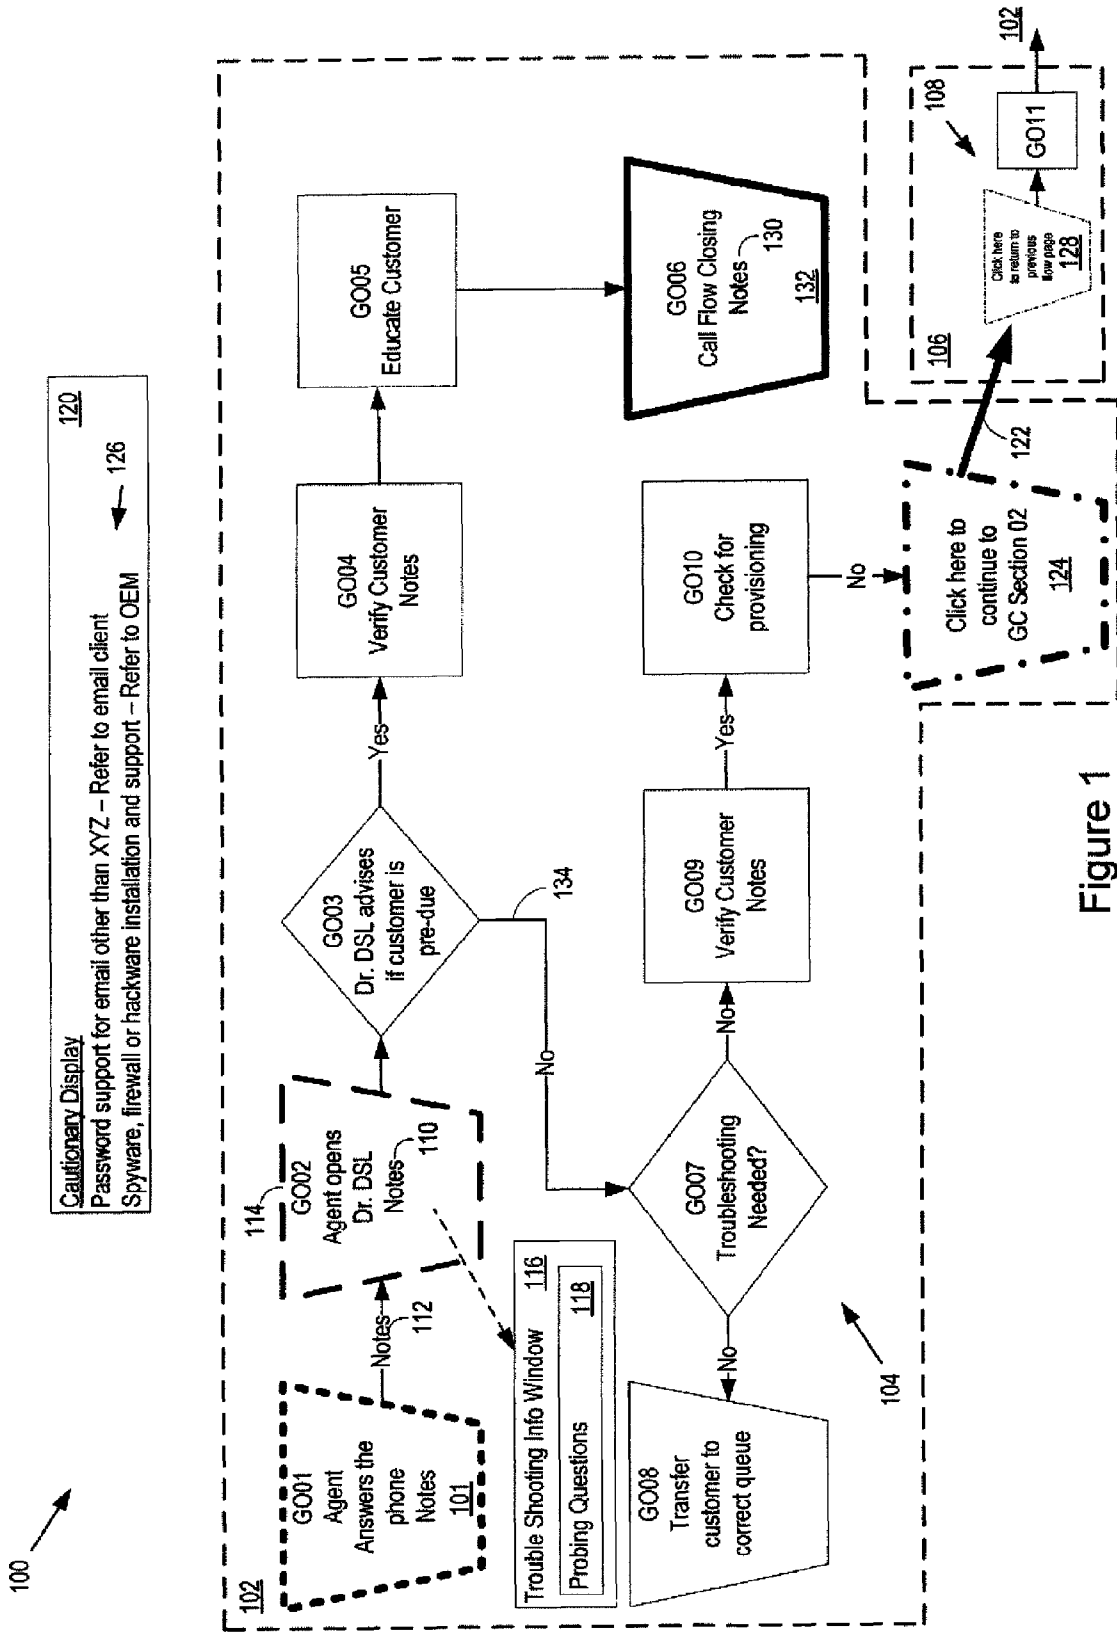 100
Cautionary Display
120
Password support for email other than XYZ – Refer to email client
Spyware, firewall or hackware installation and support – Refer to OEM
126
102
GO01
Agent
Answers the
phone
Notes
101
Notes
112
114
GO02
Agent opens
Dr. DSL
Notes
110
GO03
Dr. DSL advises
if customer is
pre-due
Yes
GO04
Verify Customer
Notes
GO05
Educate Customer
Trouble Shooting Info Window
116
Probing Questions
118
No
134
GO06
Call Flow Closing
Notes
130
132
GO08
Transfer
customer to
correct queue
No
GO07
Troubleshooting
Needed?
No
GO09
Verify Customer
Notes
Yes
GO10
Check for
provisioning
No
104
Click here to
continue to
GC Section 02
124
122
106
108
Click here
to return to
previous
flow page
128
GO11
102
Figure 1